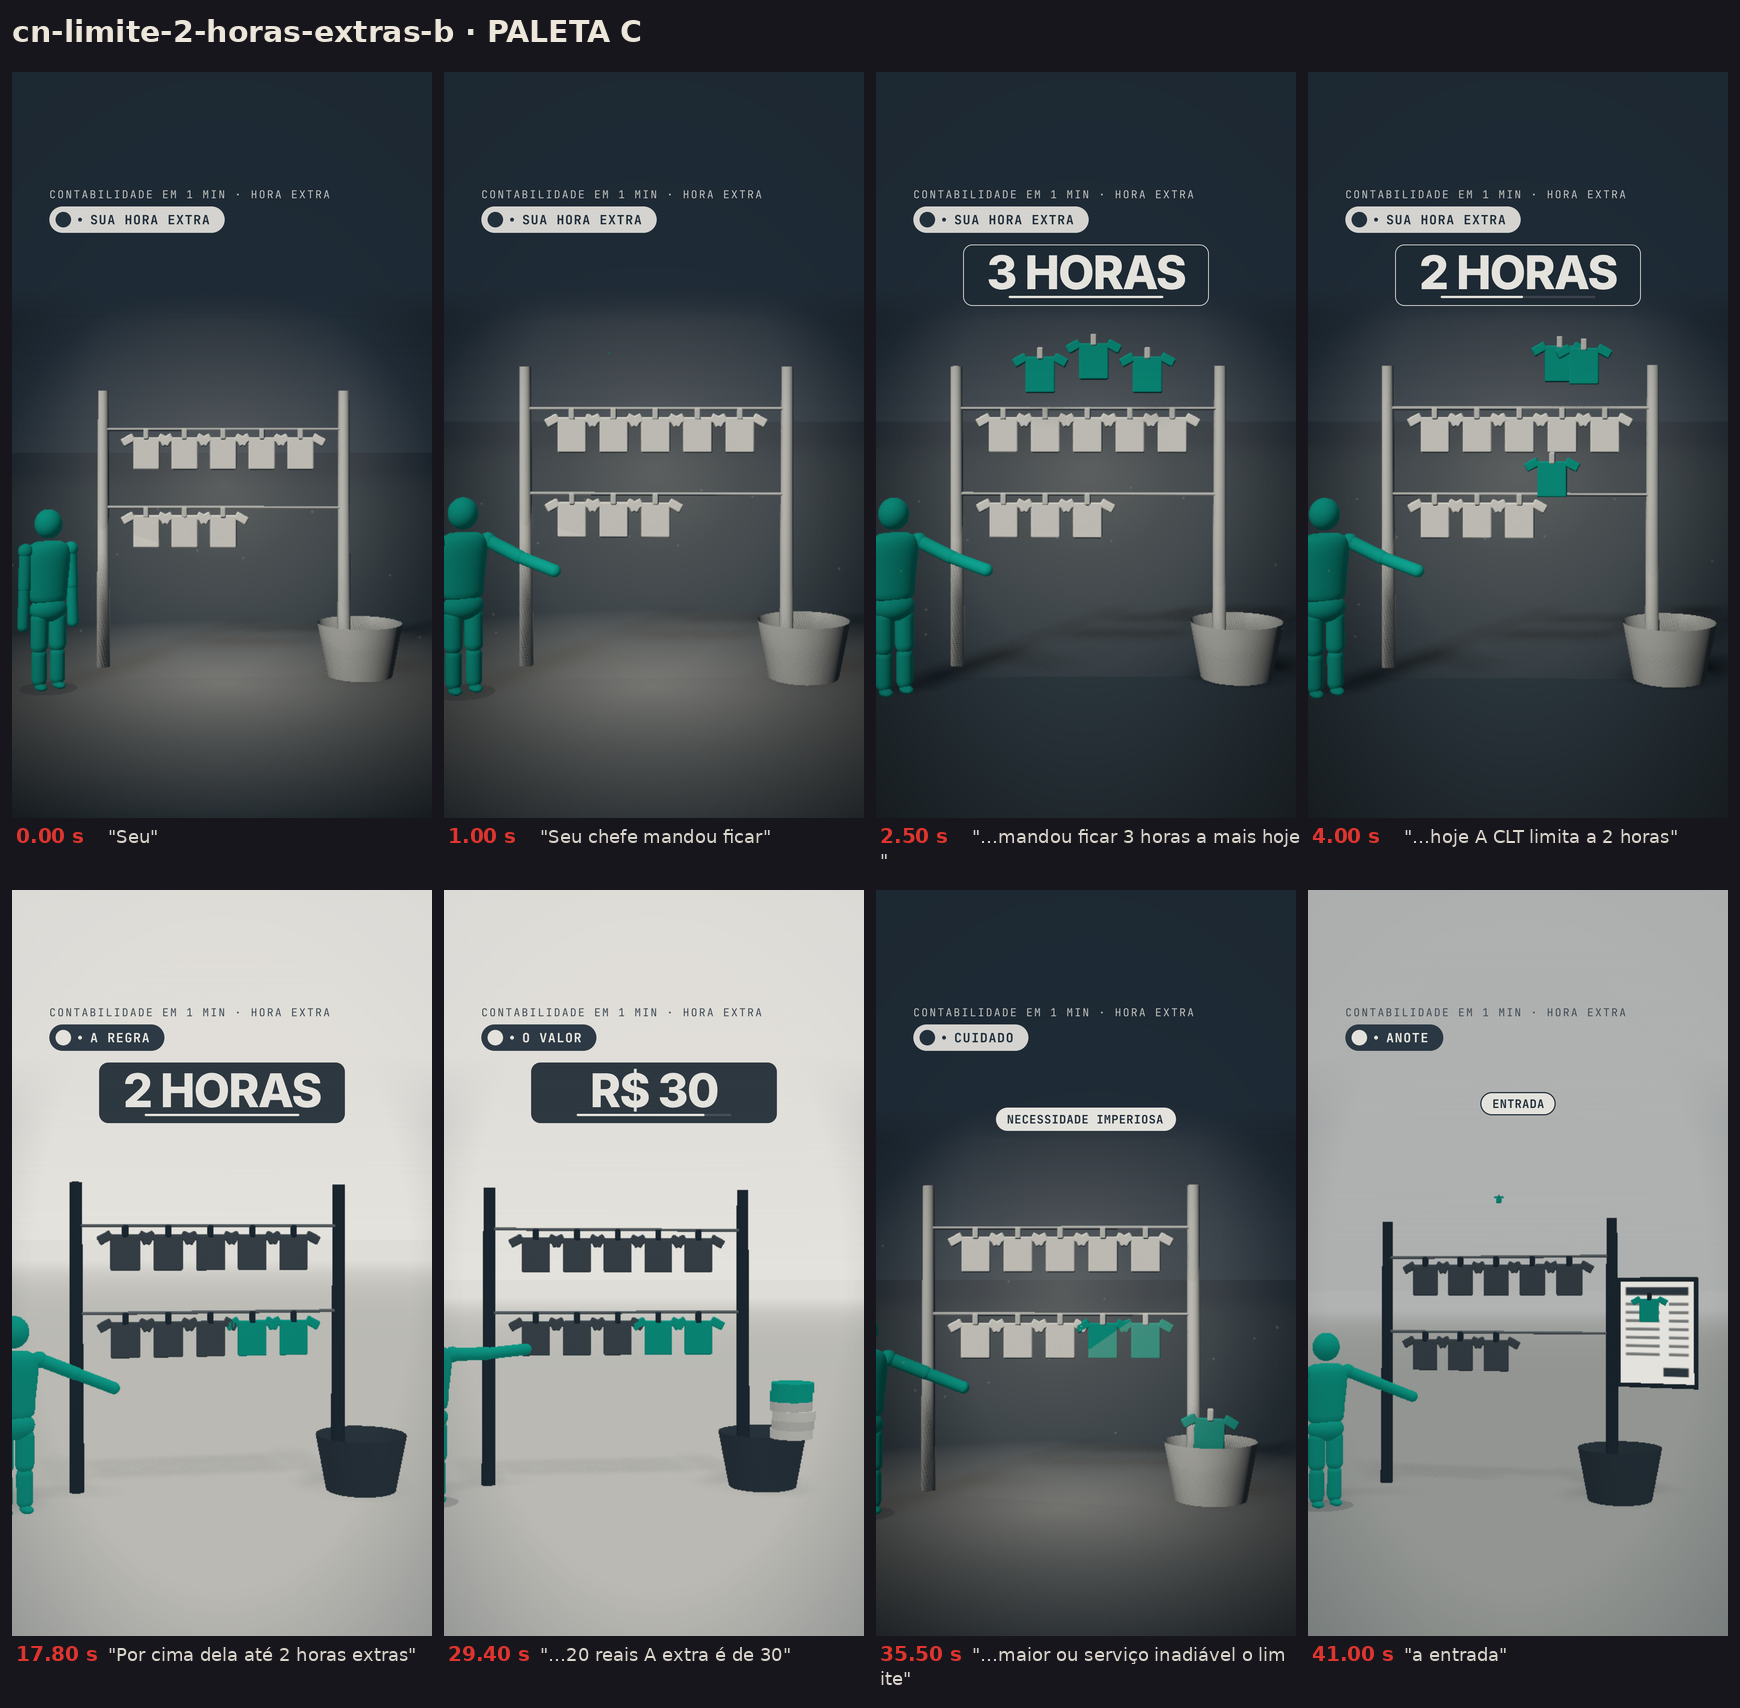 cn-limite-2-horas-extras-b · PALETA C
CONTABILIDADE EM 1 MIN · HORA EXTRA
• SUA HORA EXTRA
0.00 s "Seu"
CONTABILIDADE EM 1 MIN · HORA EXTRA
• SUA HORA EXTRA
1.00 s "Seu chefe mandou ficar"
CONTABILIDADE EM 1 MIN · HORA EXTRA
• SUA HORA EXTRA
3 HORAS
2.50 s "...mandou ficar 3 horas a mais hoje
"
CONTABILIDADE EM 1 MIN · HORA EXTRA
• SUA HORA EXTRA
2 HORAS
4.00 s "...hoje A CLT limita a 2 horas"
CONTABILIDADE EM 1 MIN · HORA EXTRA
• A REGRA
2 HORAS
17.80 s "Por cima dela até 2 horas extras"
CONTABILIDADE EM 1 MIN · HORA EXTRA
• O VALOR
R$ 30
29.40 s "...20 reais A extra é de 30"
CONTABILIDADE EM 1 MIN · HORA EXTRA
• CUIDADO
NECESSIDADE IMPERIOSA
35.50 s "...maior ou serviço inadiável o lim
ite"
CONTABILIDADE EM 1 MIN · HORA EXTRA
• ANOTE
ENTRADA
41.00 s "a entrada"